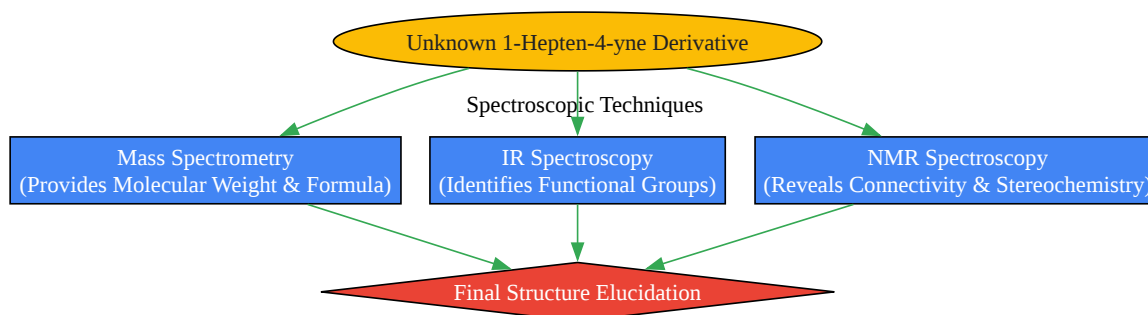 Unknown 1-Hepten-4-yne Derivative
Spectroscopic Techniques
Mass Spectrometry
(Provides Molecular Weight & Formula)
IR Spectroscopy
(Identifies Functional Groups)
NMR Spectroscopy
(Reveals Connectivity & Stereochemistry)
Final Structure Elucidation